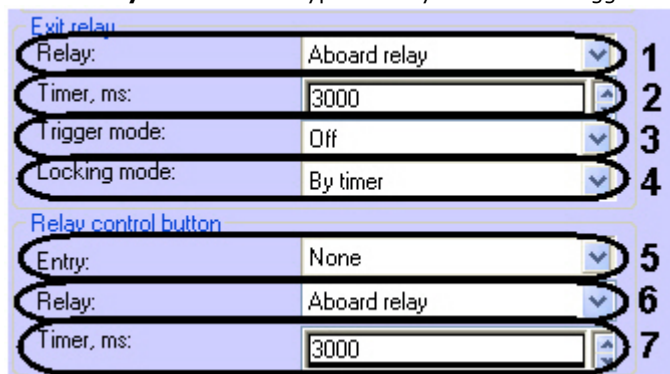 Exit relay
Relay: Aboard relay 1
Timer, ms: 3000 2
Trigger mode: Off 3
Locking mode: By timer 4
Relay control button
Entry: None 5
Relay: Aboard relay 6
Timer, ms: 3000 7